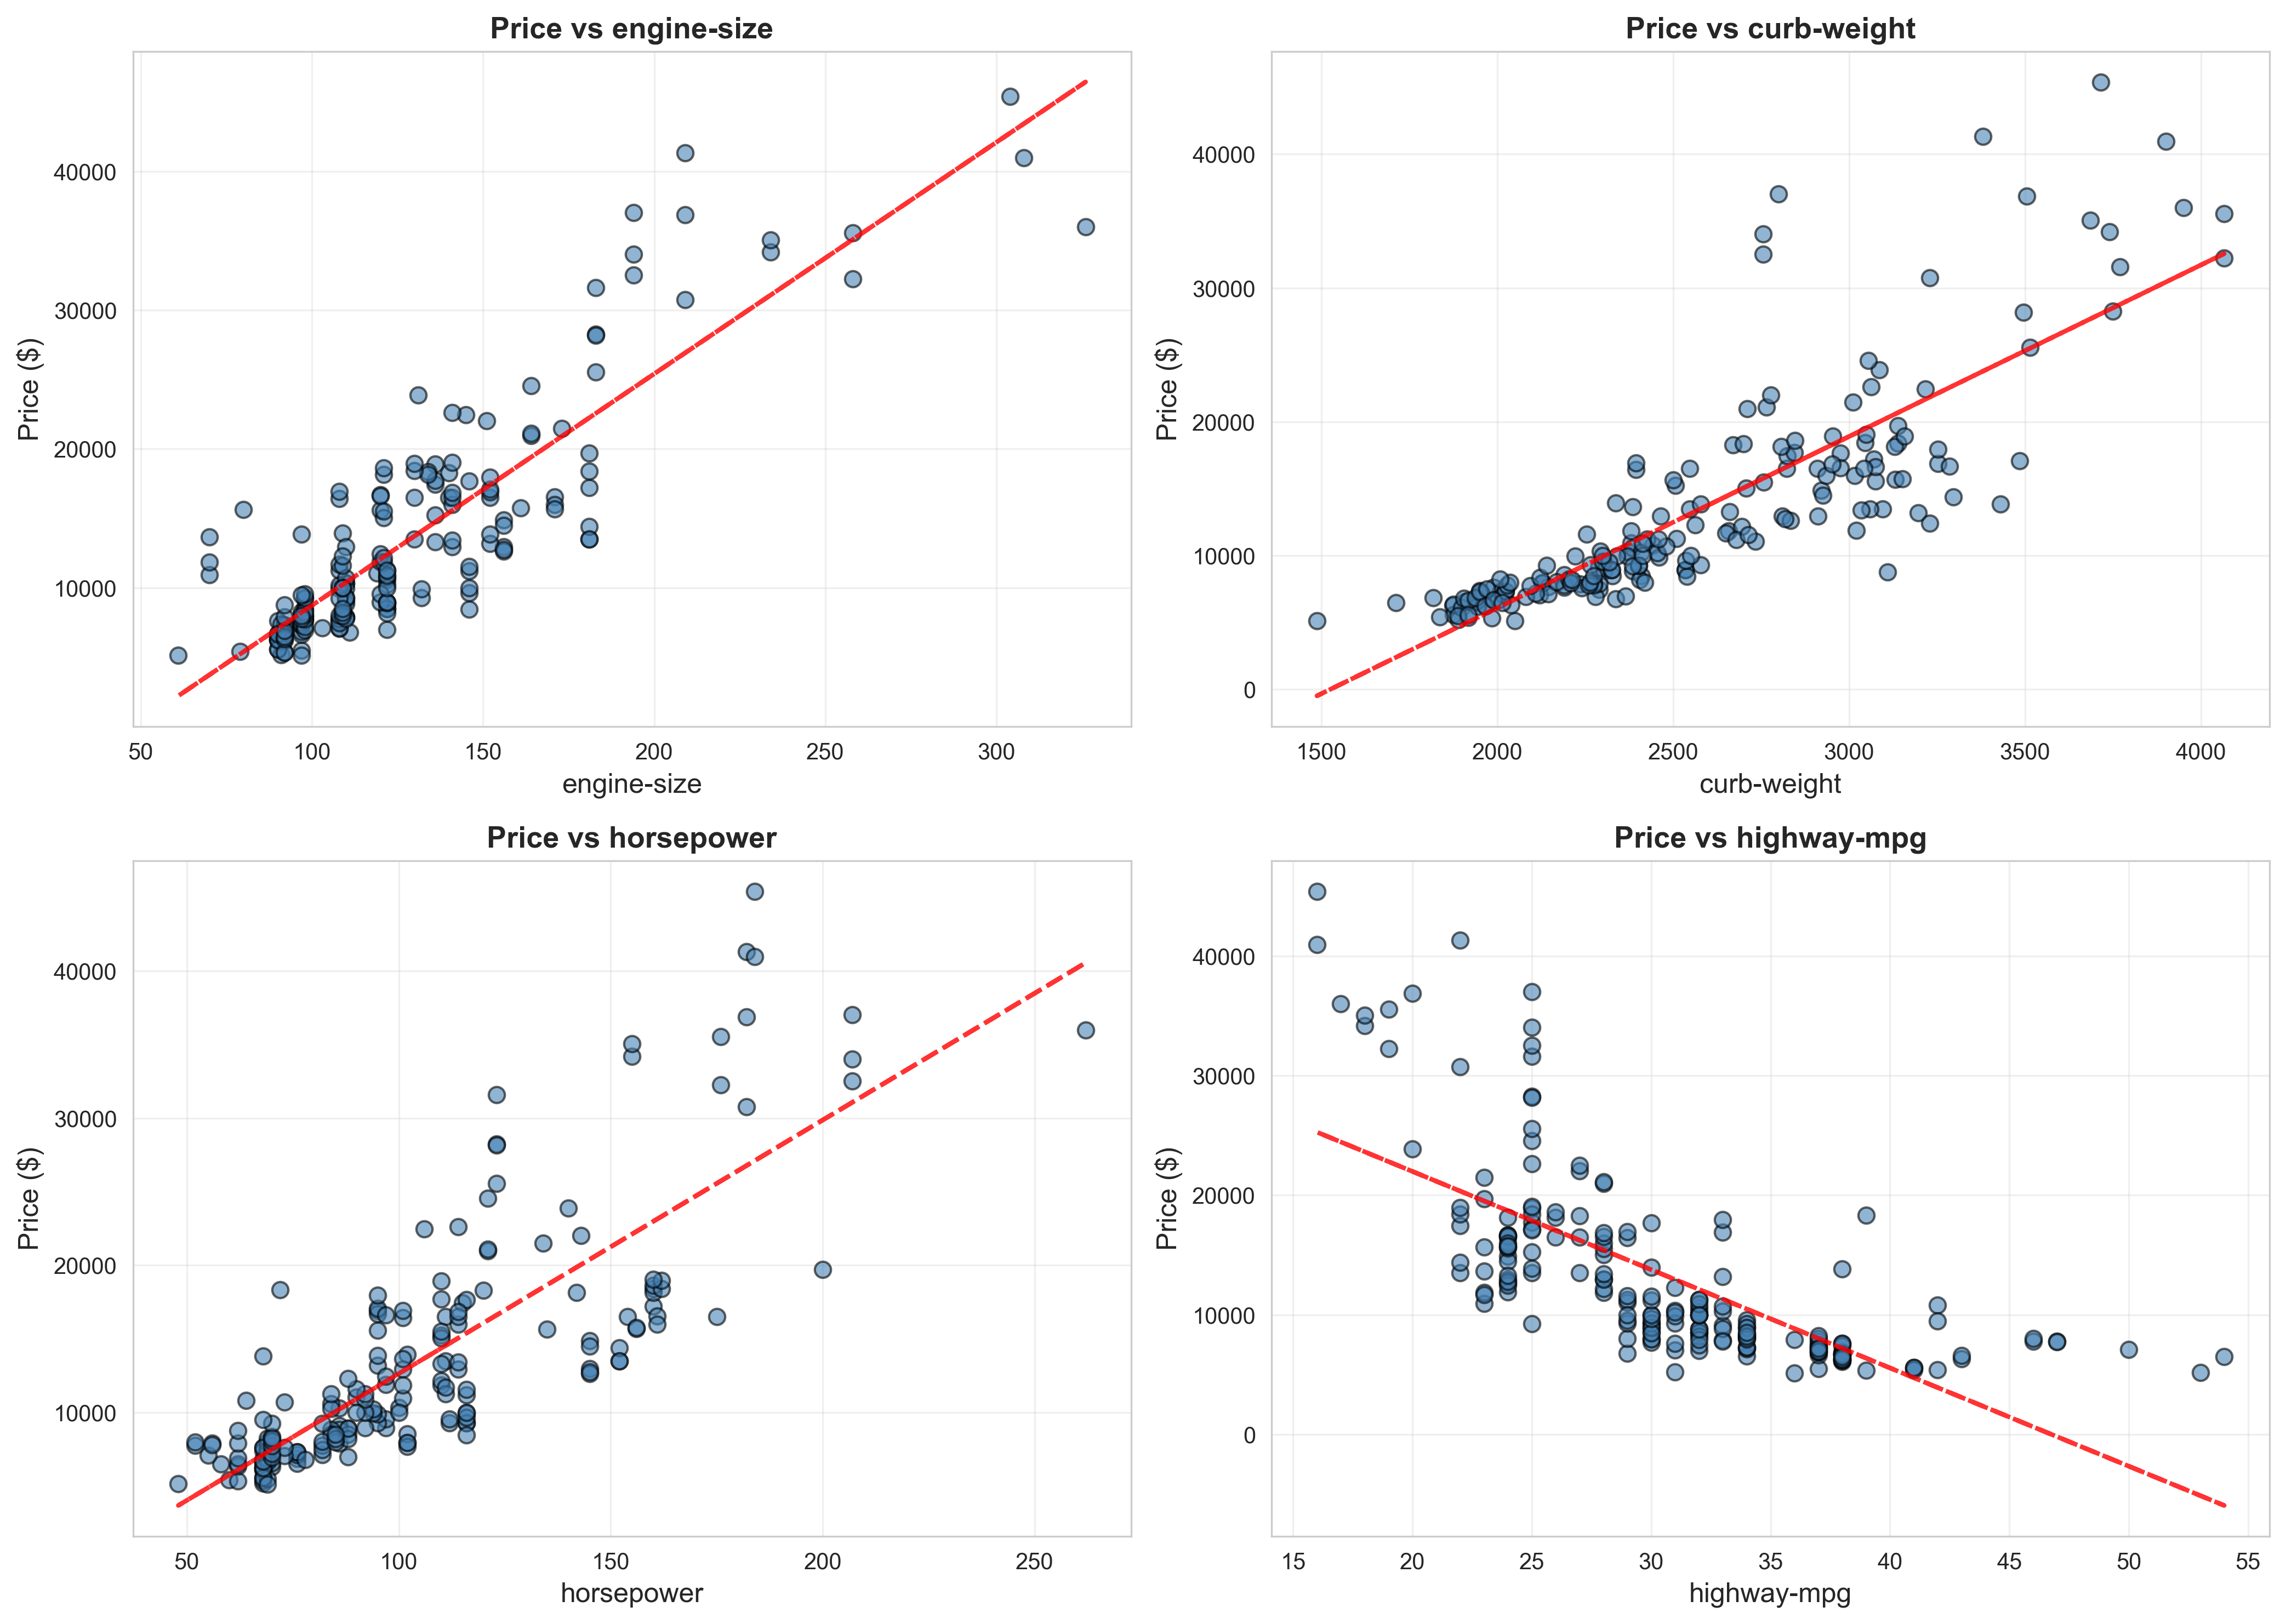 Price vs engine-size
Price ($)
40000
30000
20000
10000
50 100 150 200 250 300
engine-size
Price vs curb-weight
Price ($)
40000
30000
20000
10000
0
1500 2000 2500 3000 3500 4000
curb-weight
Price vs horsepower
Price ($)
40000
30000
20000
10000
50 100 150 200 250
horsepower
Price vs highway-mpg
Price ($)
40000
30000
20000
10000
0
15 20 25 30 35 40 45 50 55
highway-mpg